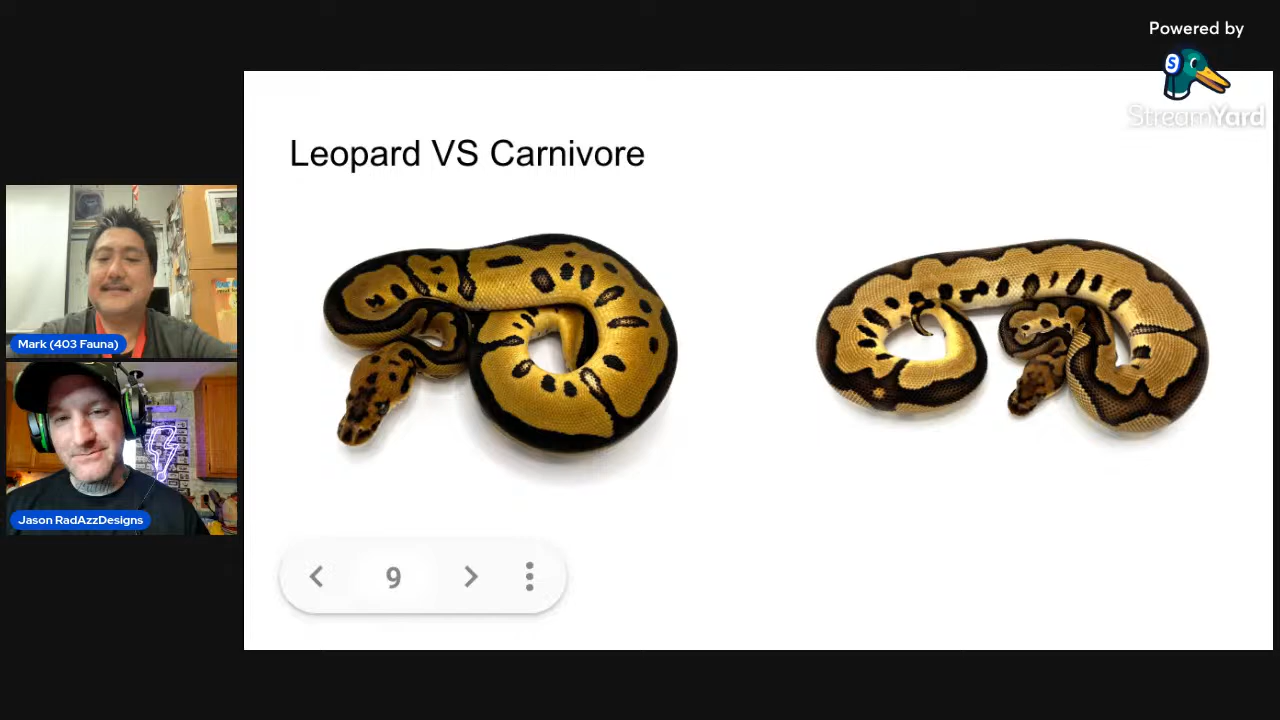 Powered by
S
StreamYard
Leopard VS Carnivore
Mark (403 Fauna)
Jason RadAzzDesigns
9